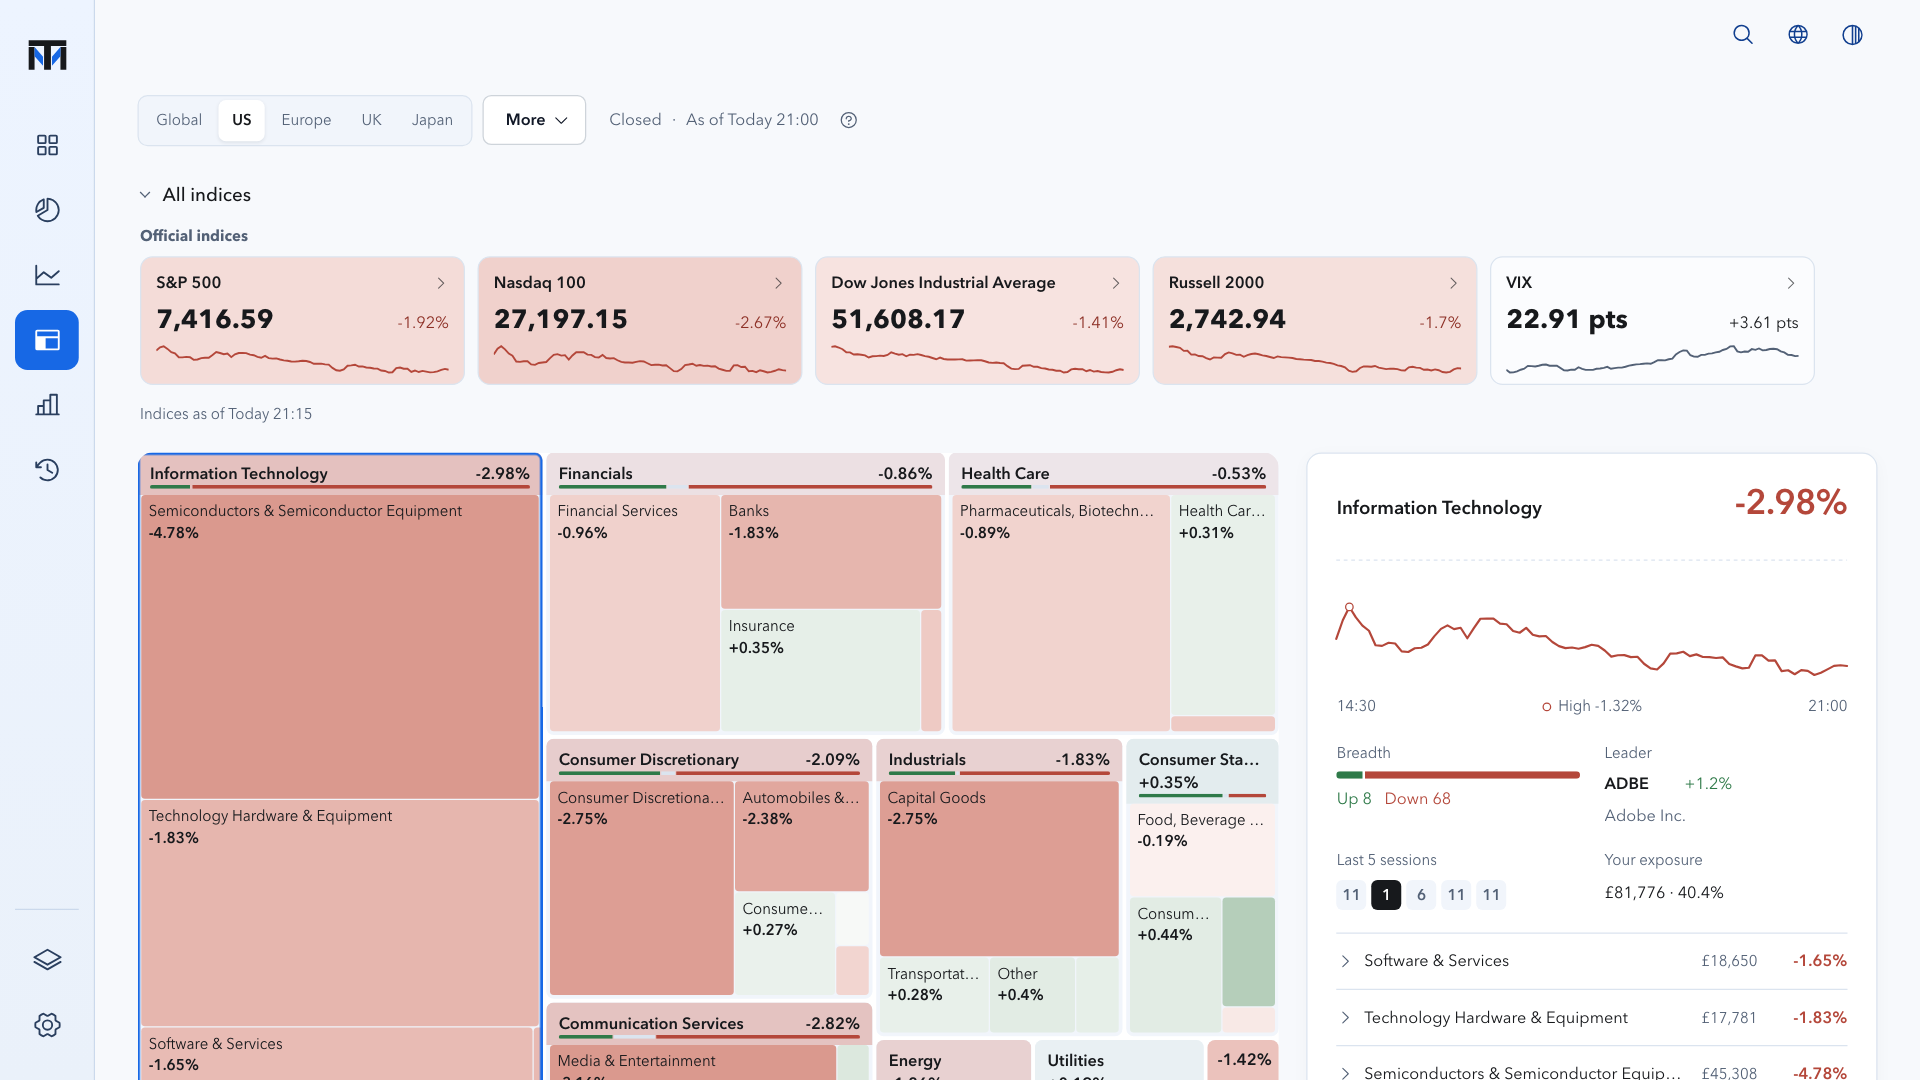 Global US Europe UK Japan More Closed · As of Today 21:00
All indices
Official indices
S&P 500
7,416.59 -1.92%
Nasdaq 100
27,197.15 -2.67%
Dow Jones Industrial Average
51,608.17 -1.41%
Russell 2000
2,742.94 -1.7%
VIX
22.91 pts +3.61 pts
Indices as of Today 21:15
Information Technology -2.98%
Semiconductors & Semiconductor Equipment
-4.78%
Technology Hardware & Equipment
-1.83%
Software & Services
-1.65%
Financials -0.86%
Financial Services
-0.96%
Banks
-1.83%
Insurance
+0.35%
Health Care -0.53%
Pharmaceuticals, Biotechn...
-0.89%
Health Car...
+0.31%
Consumer Discretionary -2.09%
Consumer Discretiona...
-2.75%
Automobiles &...
-2.38%
Consume...
+0.27%
Industrials -1.83%
Capital Goods
-2.75%
Transportat...
+0.28%
Other
+0.4%
Consumer Sta...
+0.35%
Food, Beverage ...
-0.19%
Consum...
+0.44%
Communication Services -2.82%
Media & Entertainment
Energy
Utilities
-1.42%
Information Technology -2.98%
14:30 High -1.32% 21:00
Breadth
Up 8 Down 68
Leader
ADBE +1.2%
Adobe Inc.
Last 5 sessions
11 1 6 11 11
Your exposure
£81,776 · 40.4%
Software & Services £18,650 -1.65%
Technology Hardware & Equipment £17,781 -1.83%
Semiconductors & Semiconductor Equip... £45,308 -4.78%